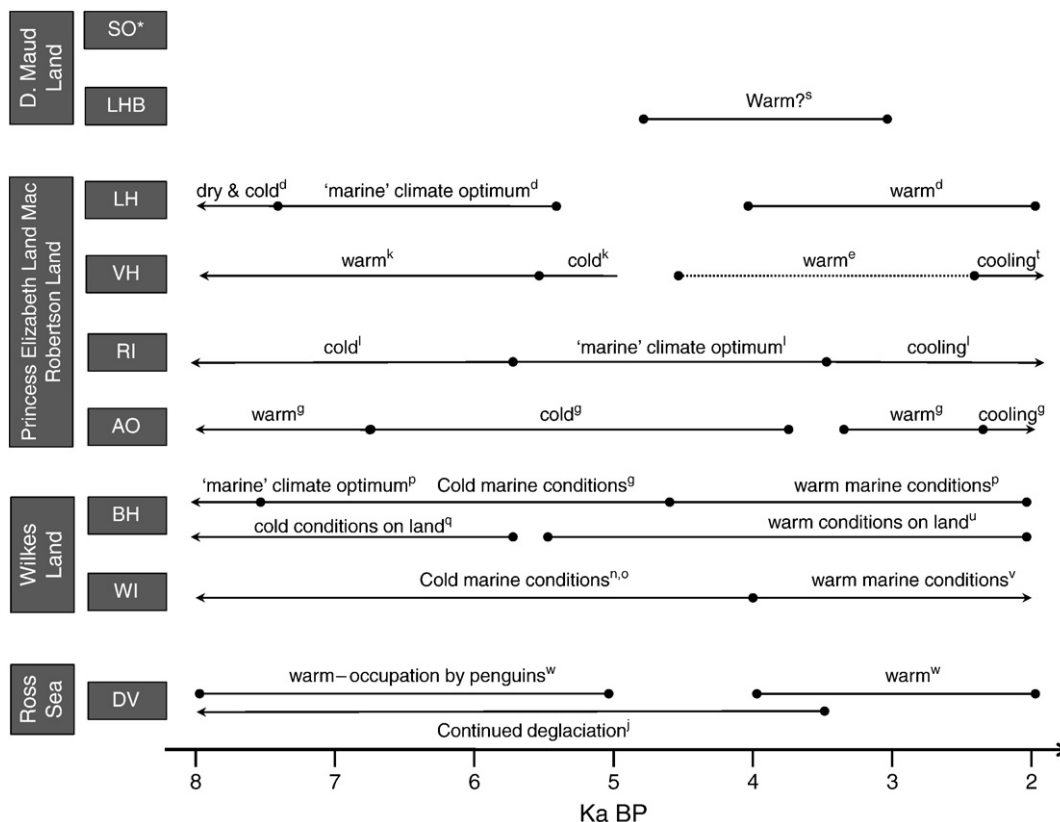 D. Maud
Land
SO*
LHB
Warm?ˢ
Princess Elizabeth Land Mac
Robertson Land
LH
dry & coldᵈ
‘marine’ climate optimumᵈ
warmᵈ
VH
warmᵏ
coldᵏ
warmᵉ
coolingᵗ
RI
coldˡ
‘marine’ climate optimumˡ
coolingˡ
AO
warmᵍ
coldᵍ
warmᵍ
coolingᵍ
Wilkes
Land
BH
‘marine’ climate optimumᵖ
Cold marine conditionsᵍ
warm marine conditionsᵖ
cold conditions on land^q
warm conditions on landᵘ
WI
Cold marine conditionsⁿ,ᵒ
warm marine conditionsᵛ
Ross
Sea
DV
warm–occupation by penguinsʷ
warmʷ
Continued deglaciationʲ
8 7 6 5 4 3 2
Ka BP